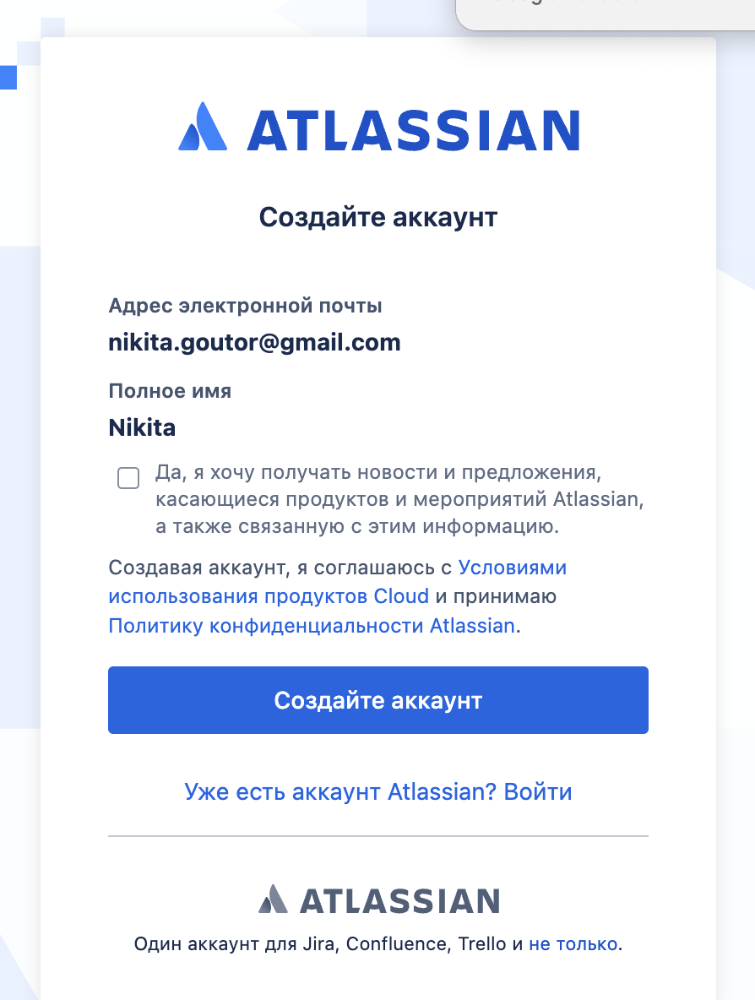 ATLASSIAN
Создайте аккаунт
Адрес электронной почты
nikita.goutor@gmail.com
Полное имя
Nikita
Да, я хочу получать новости и предложения,
касающиеся продуктов и мероприятий Atlassian,
а также связанную с этим информацию.
Создавая аккаунт, я соглашаюсь с Условиями
использования продуктов Cloud и принимаю
Политику конфиденциальности Atlassian.
Создайте аккаунт
Уже есть аккаунт Atlassian? Войти
ATLASSIAN
Один аккаунт для Jira, Confluence, Trello и не только.